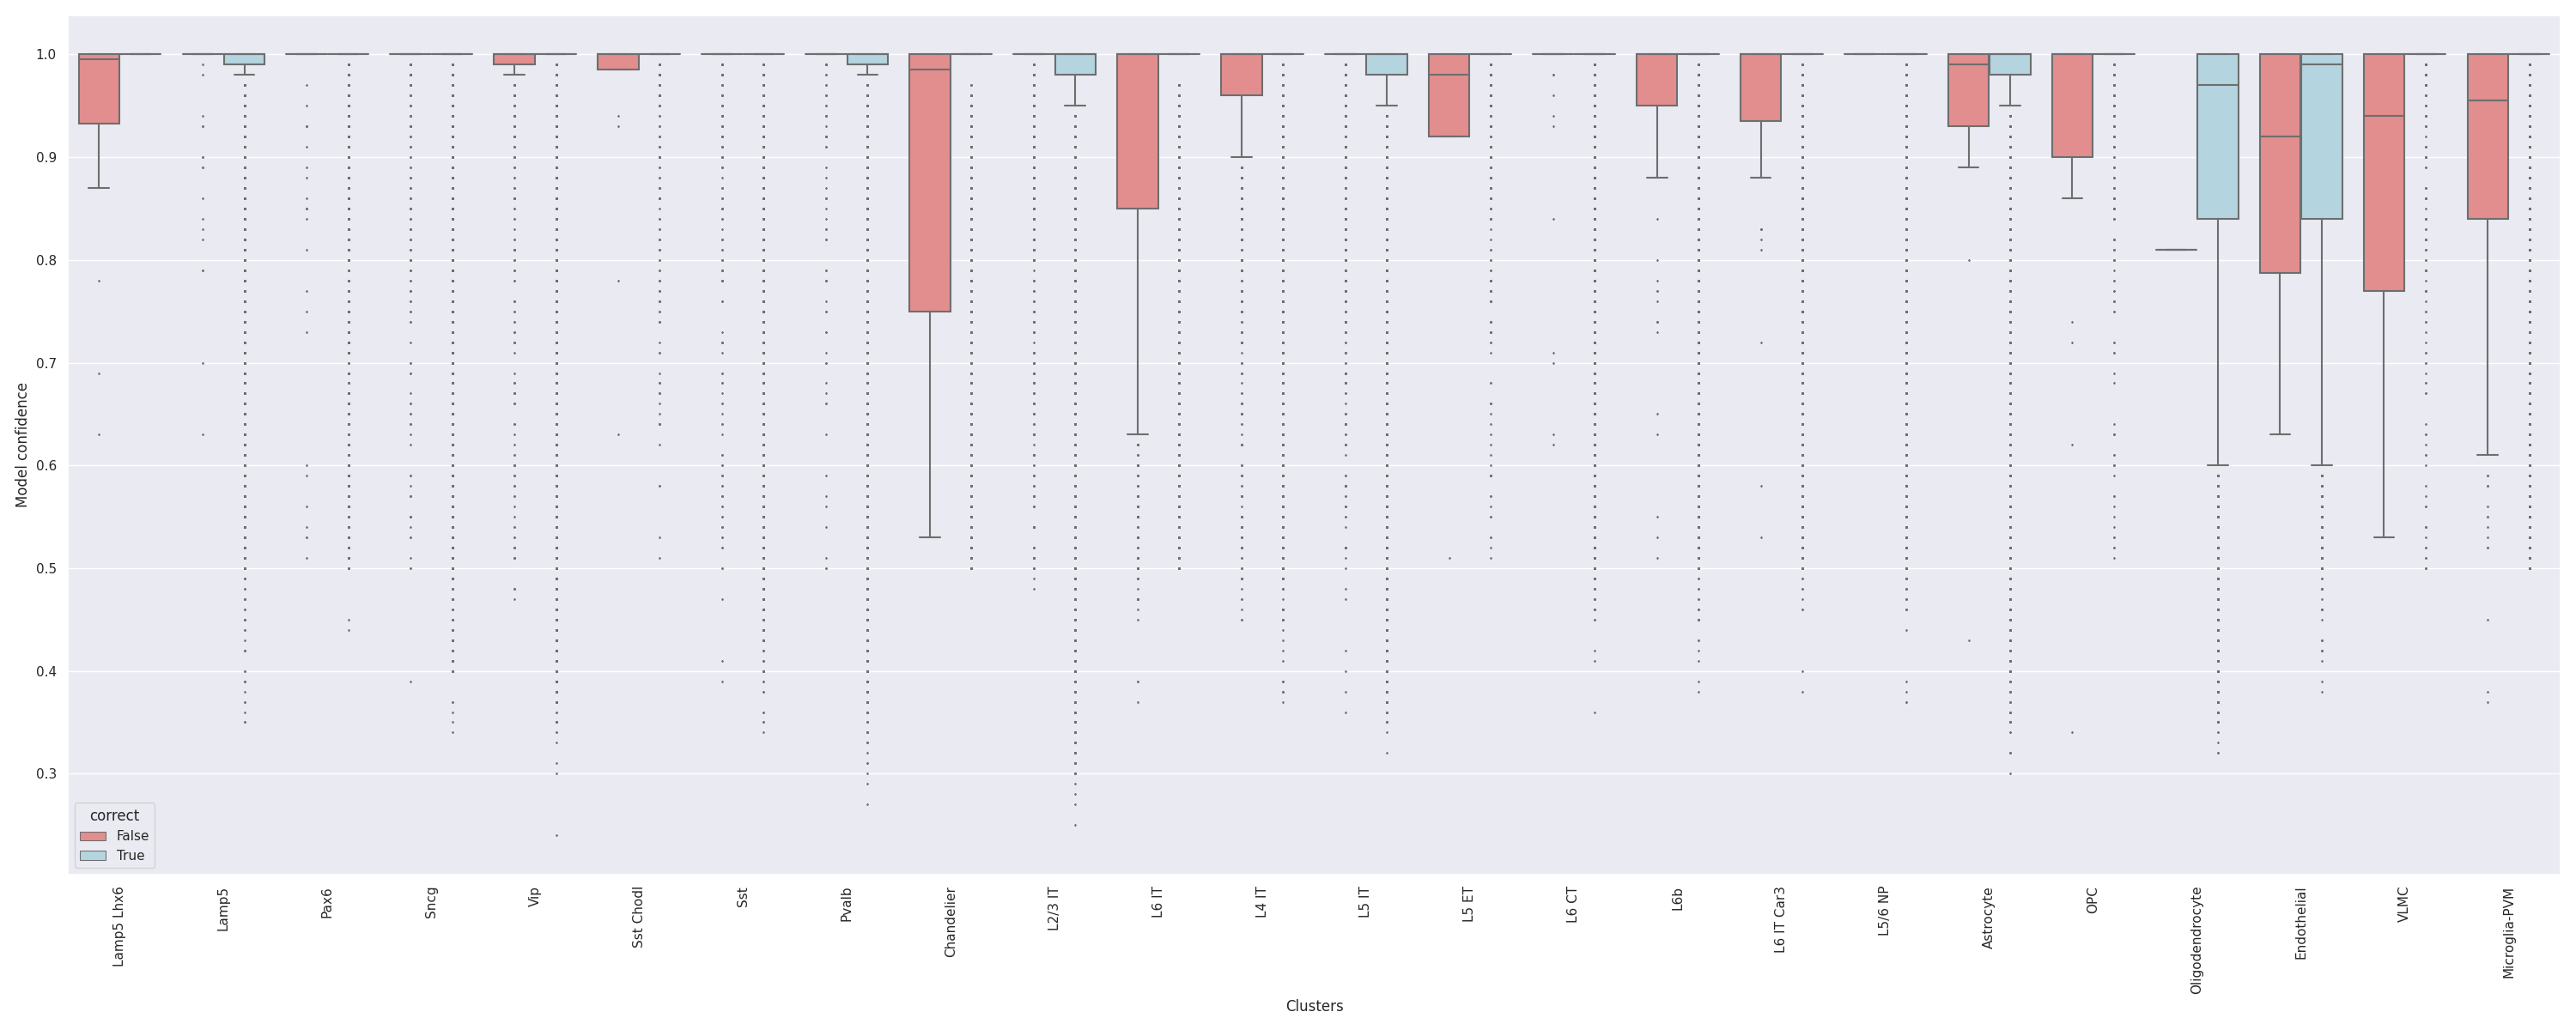 1.0
0.9
0.8
0.7
0.6
0.5
0.4
0.3
Model confidence
correct
False
True
Lamp5 Lhx6
Lamp5
Pax6
Sncg
Vip
Sst Chodl
Sst
Pvalb
Chandelier
L2/3 IT
L6 IT
L4 IT
L5 IT
L5 ET
L6 CT
L6b
L6 IT Car3
L5/6 NP
Astrocyte
OPC
Oligodendrocyte
Endothelial
VLMC
Microglia-PVM
Clusters